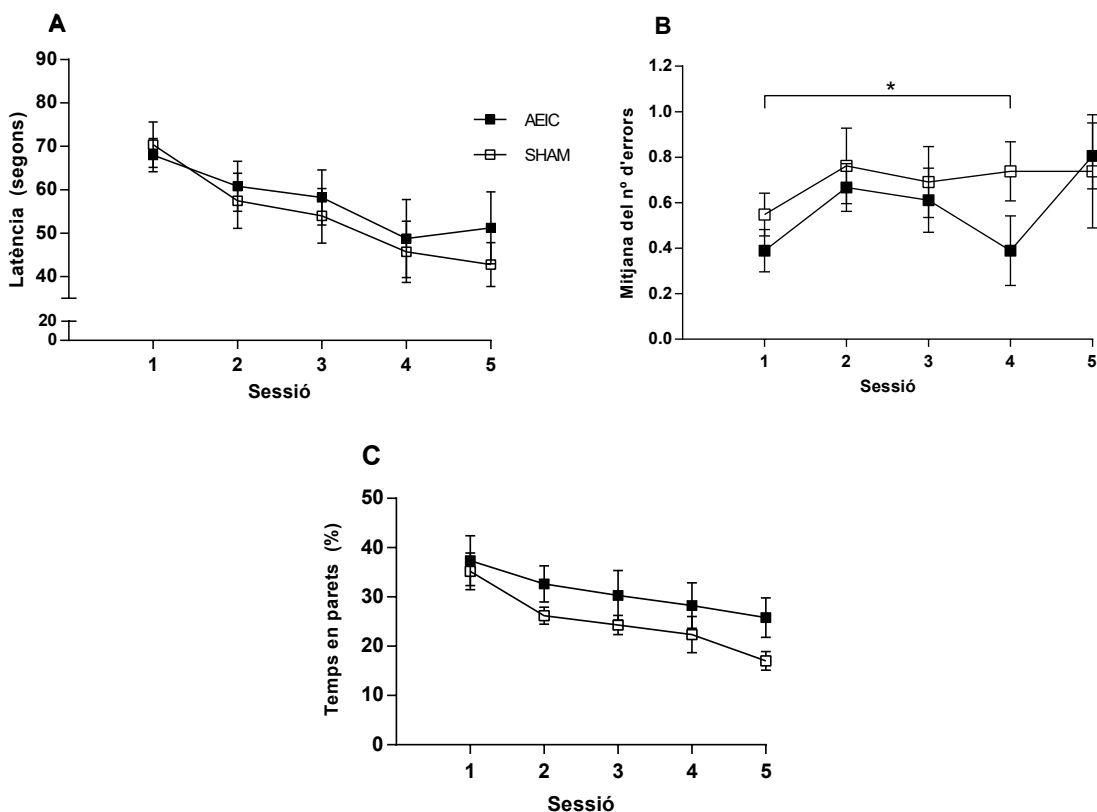 A
90
80
70
60
50
40
20
0
Latència (segons)
1 2 3 4 5
Sessió
AEIC
SHAM
B
1.2
1.0
0.8
0.6
0.4
0.2
0.0
Mitjana del nº d'errors
*
1 2 3 4 5
Sessió
C
50
40
30
20
10
0
Temps en parets (%)
1 2 3 4 5
Sessió